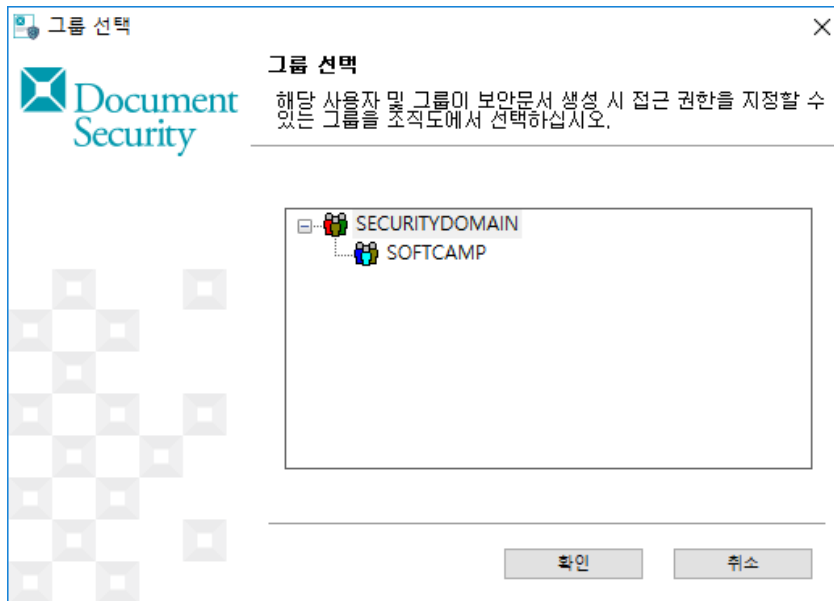 그룹 선택
Document
Security
그룹 선택
해당 사용자 및 그룹이 보안문서 생성 시 접근 권한을 지정할 수
있는 그룹을 조직도에서 선택하십시오.
SECURITYDOMAIN
SOFTCAMP
확인
취소